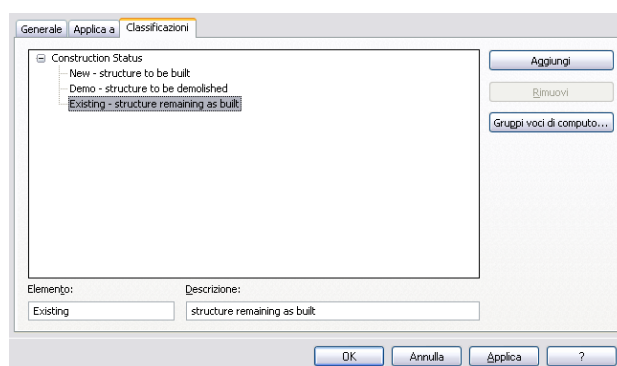 Generale Applica a Classificazioni
Construction Status
New - structure to be built
Demo - structure to be demolished
Existing - structure remaining as built
Aggiungi
Rimuovi
Gruppi voci di computo...
Elemento: Descrizione:
Existing structure remaining as built
OK Annulla Applica ?